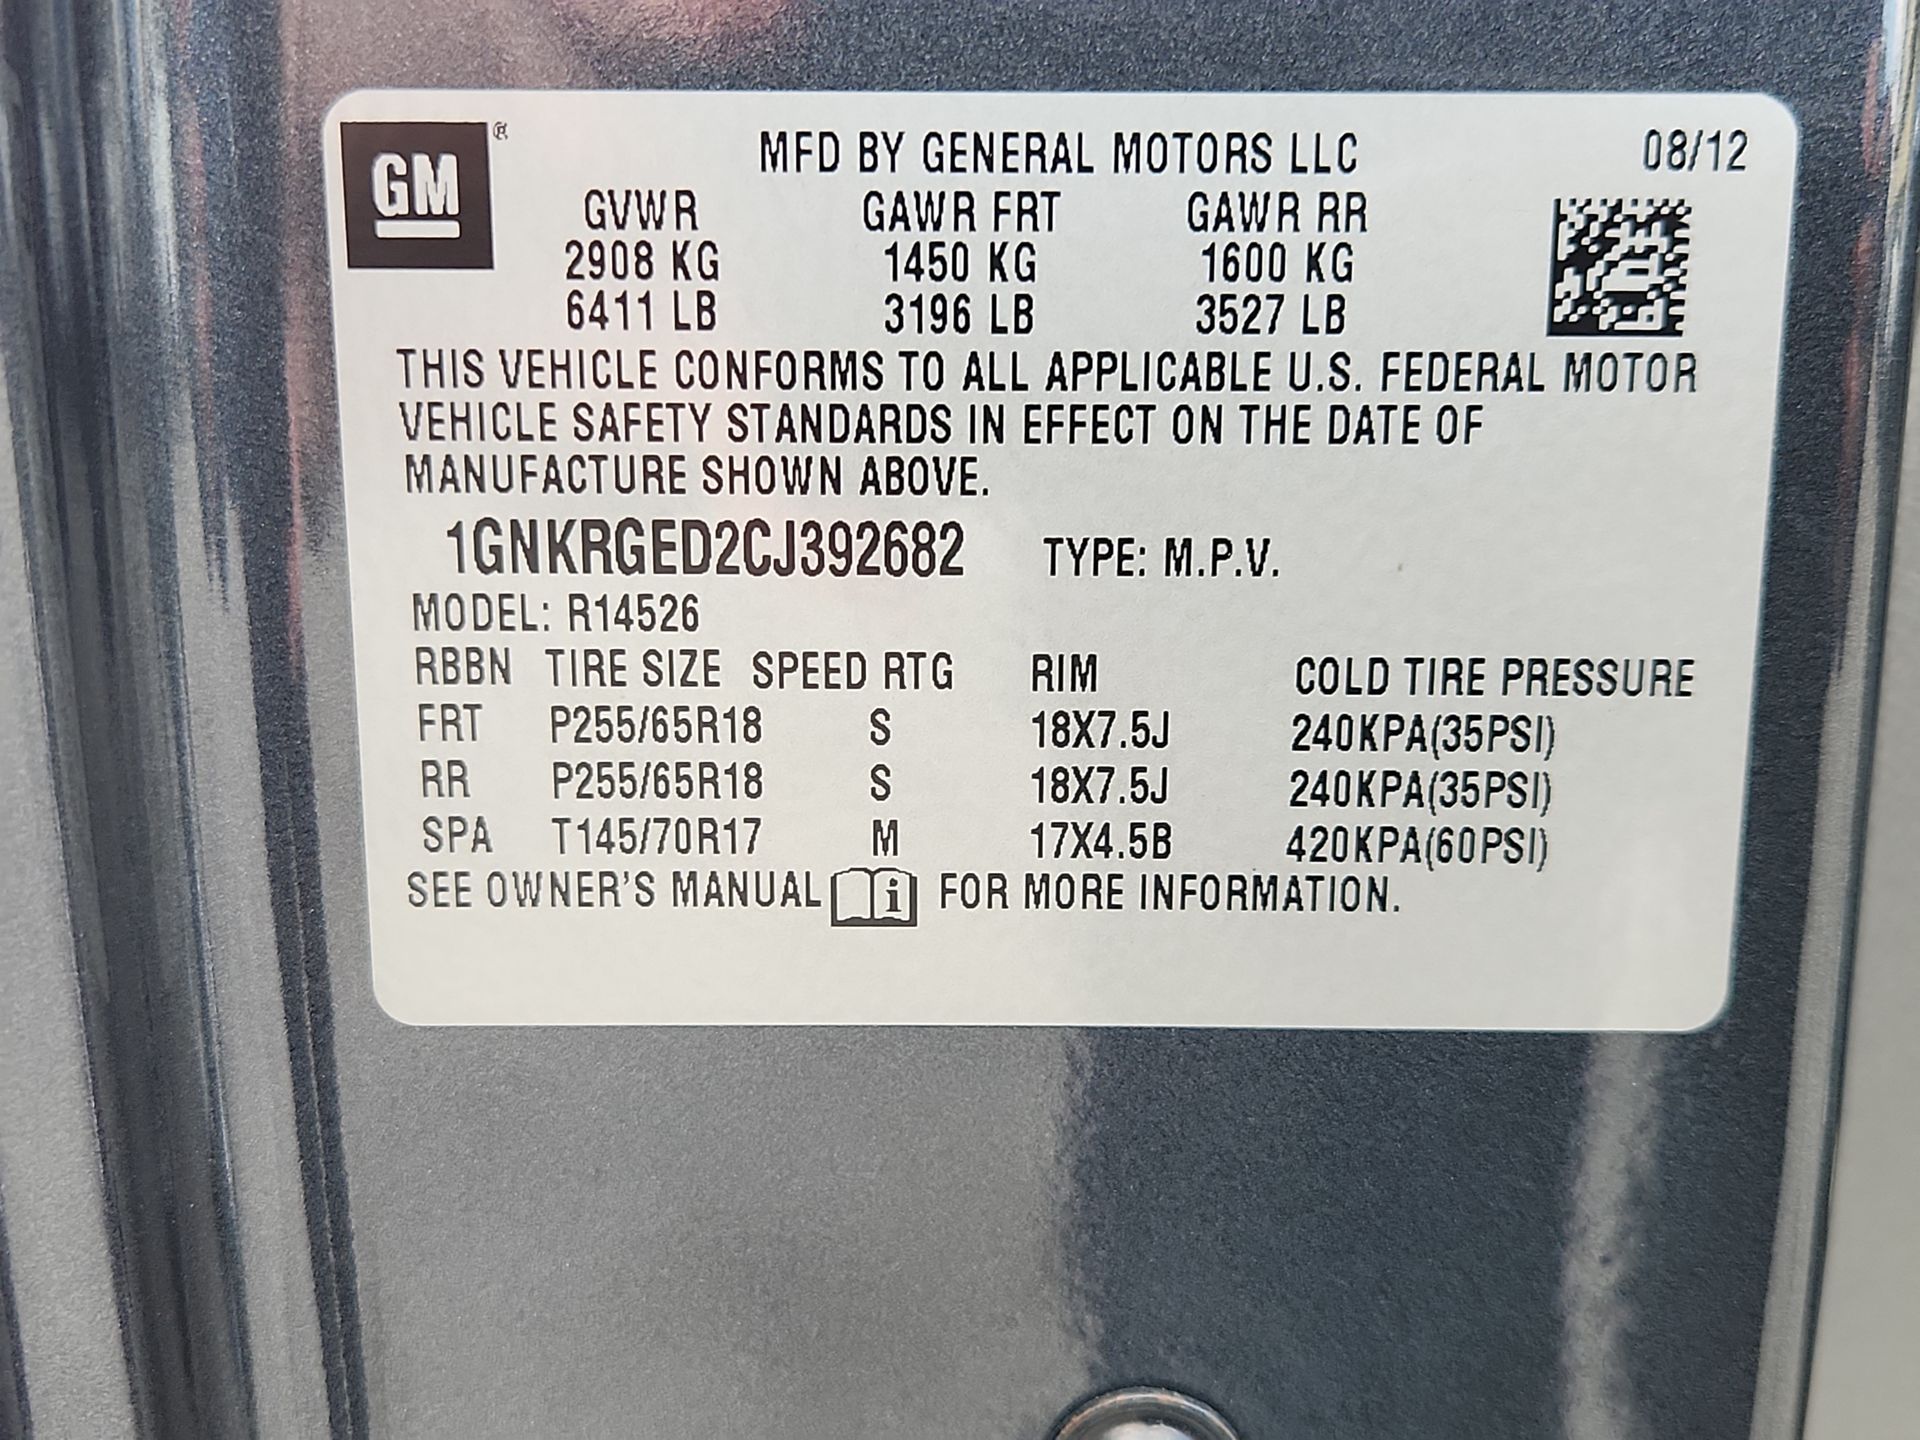 GM ®
MFD BY GENERAL MOTORS LLC 08/12
GVWR GAWR FRT GAWR RR
2908 KG 1450 KG 1600 KG
6411 LB 3196 LB 3527 LB
THIS VEHICLE CONFORMS TO ALL APPLICABLE U.S. FEDERAL MOTOR
VEHICLE SAFETY STANDARDS IN EFFECT ON THE DATE OF
MANUFACTURE SHOWN ABOVE.
1GNKRGED2CJ392682 TYPE: M.P.V.
MODEL: R14526
RBBN TIRE SIZE SPEED RTG RIM COLD TIRE PRESSURE
FRT P255/65R18 S 18X7.5J 240KPA(35PSI)
RR P255/65R18 S 18X7.5J 240KPA(35PSI)
SPA T145/70R17 M 17X4.5B 420KPA(60PSI)
SEE OWNER'S MANUAL i FOR MORE INFORMATION.